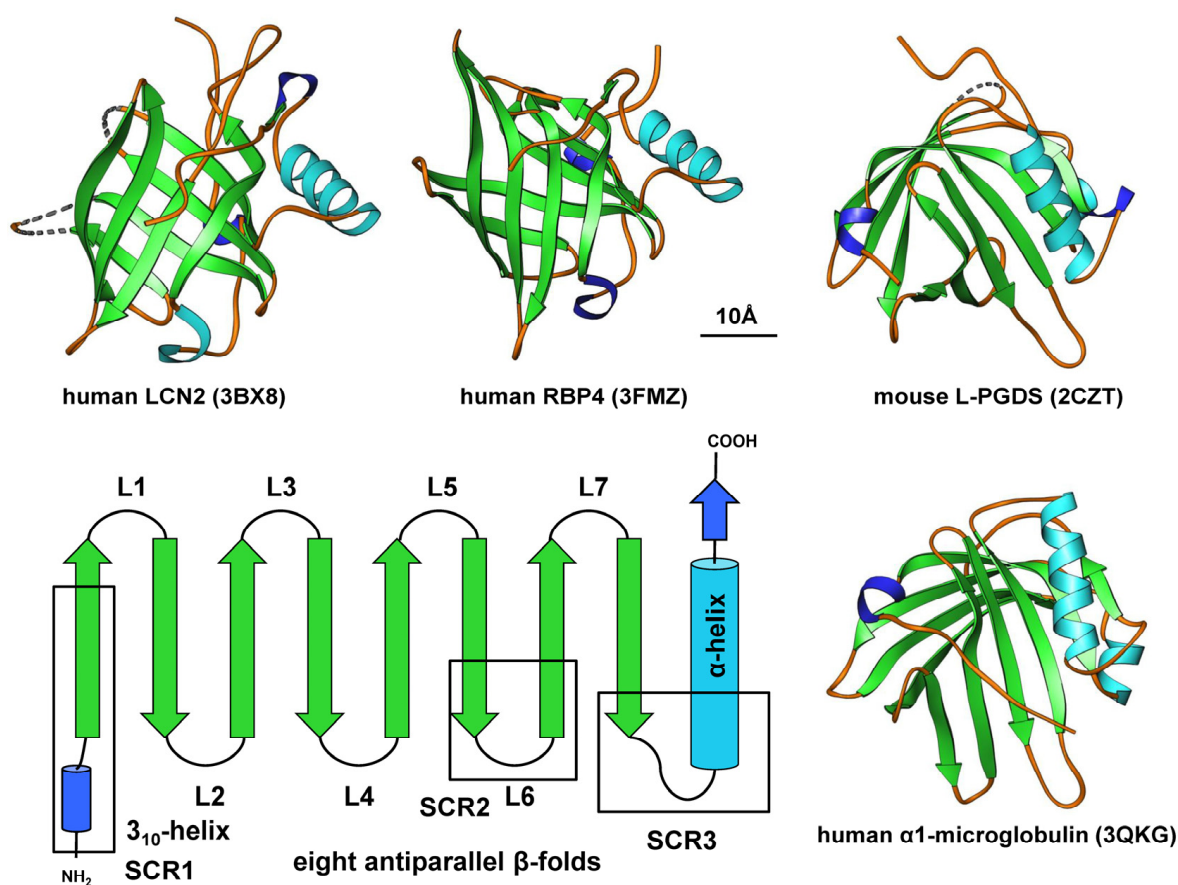 10Å
human LCN2 (3BX8)
human RBP4 (3FMZ)
mouse L-PGDS (2CZT)
COOH
L1
L3
L5
L7
α-helix
L2
L4
SCR2
L6
3₁₀-helix
SCR1
SCR3
NH₂
eight antiparallel β-folds
human α1-microglobulin (3QKG)